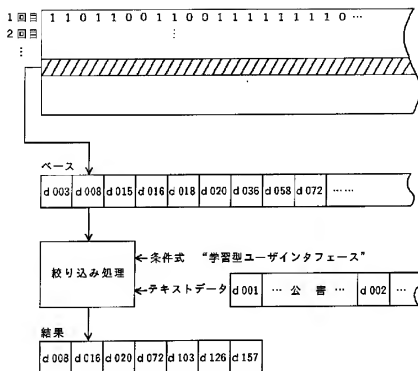 1回目 1 1 0 1 1 0 0 1 1 0 0 1 1 1 1 1 1 1 1 0 …
2回目 ⋮
⋮
ベース
d 003 d 008 d 015 d 016 d 018 d 020 d 036 d 058 d 072 ……
絞り込み処理
条件式 “学習型ユーザインタフェース”
テキストデータ d 001 … 公 害 … d 002 …
結果
d 008 d 016 d 020 d 072 d 103 d 126 d 157